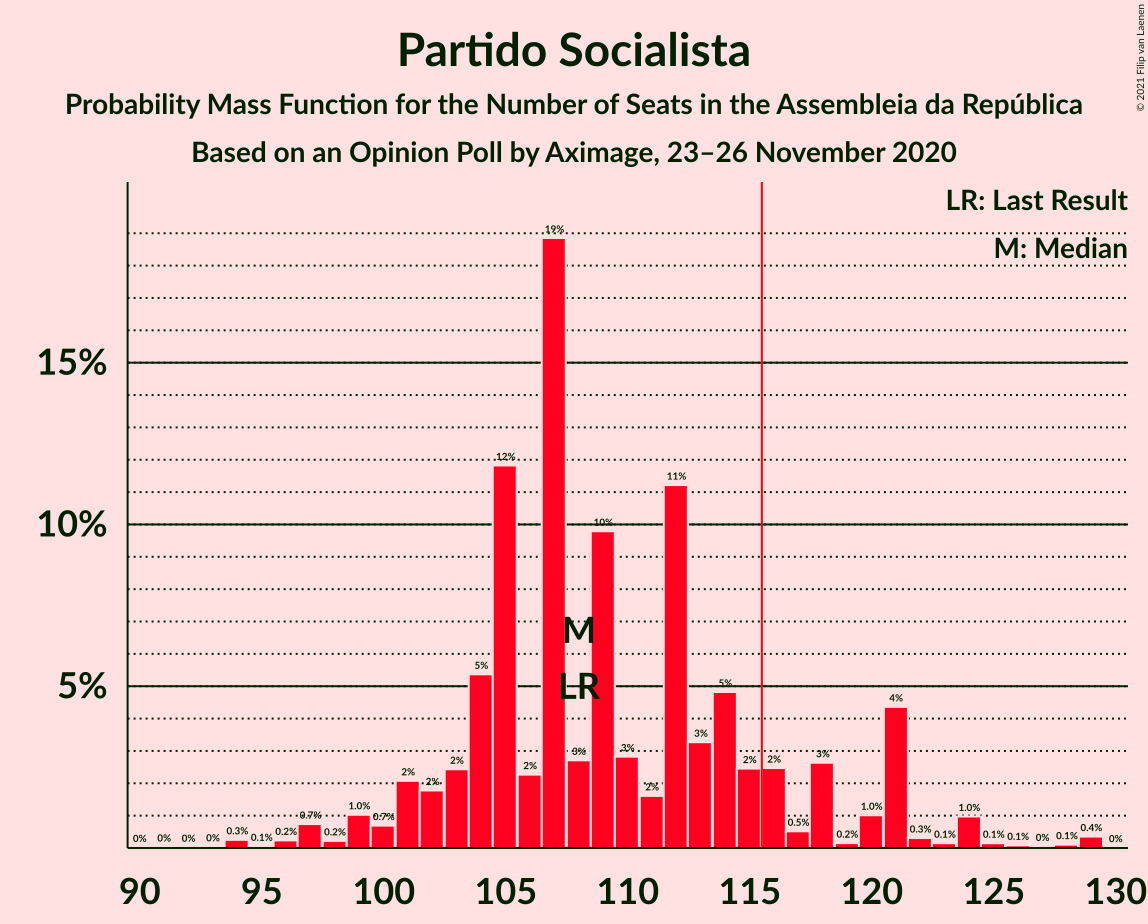 Partido Socialista
Probability Mass Function for the Number of Seats in the Assembleia da República
Based on an Opinion Poll by Aximage, 23–26 November 2020
© 2021 Filip van Laenen
LR: Last Result
M: Median
15%
10%
5%
0% 0% 0% 0% 0.3% 0.1% 0.2% 0.7% 0.2% 1.0% 0.7% 2% 2% 2% 5% 12% 2% 19% 3% 10% 3% 2% 11% 3% 5% 2% 2% 0.5% 3% 0.2% 1.0% 4% 0.3% 0.1% 1.0% 0.1% 0.1% 0% 0.1% 0.4% 0%
M
LR
90 95 100 105 110 115 120 125 130